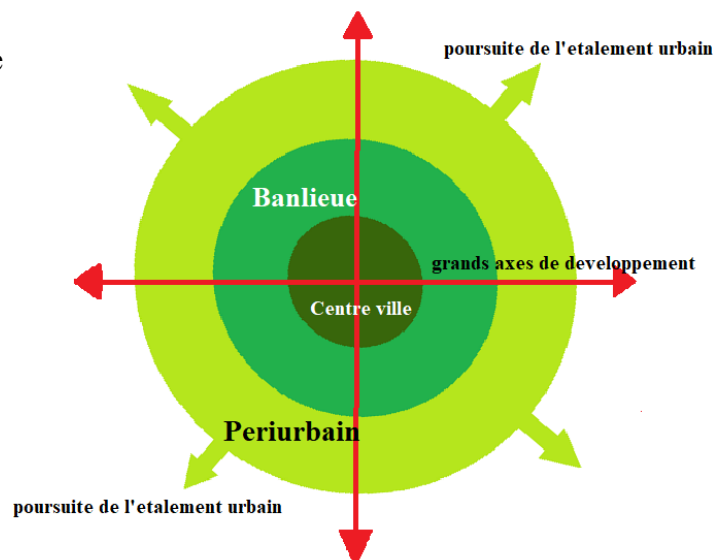 e
poursuite de l'etalement urbain
Banlieue
grands axes de developpement
Centre ville
Periurbain
poursuite de l'etalement urbain